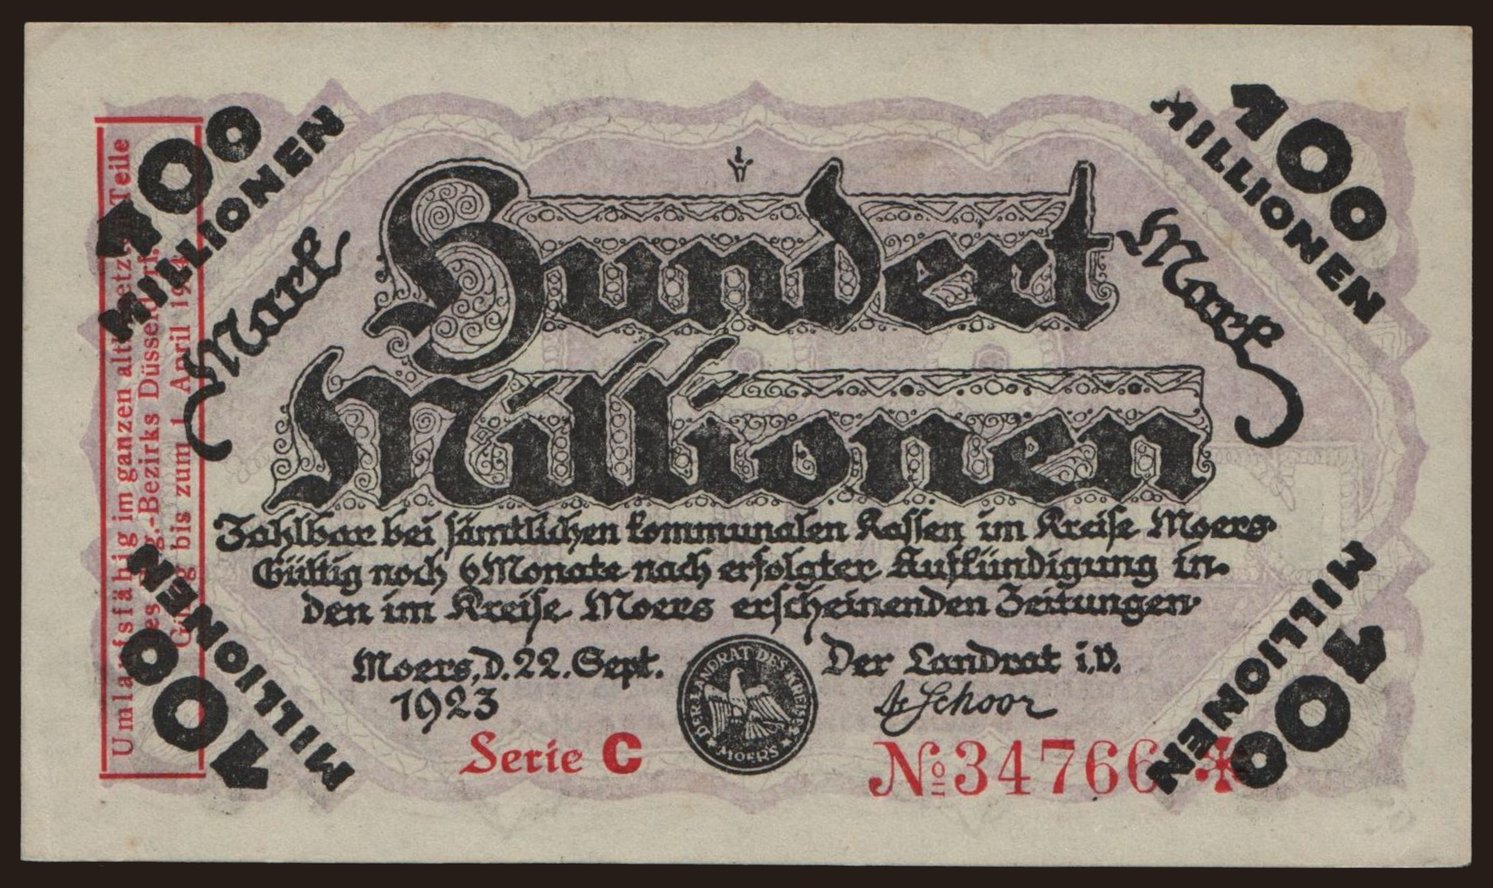 100
MILLIONEN
Mark
100
MILLIONEN
Mark
Hundert
Millionen
Zahlbar bei sämtlichen kommunalen Kassen im Kreise Moers
Gültig noch 6 Monate nach erfolgter Aufkündigung in
den im Kreise Moers erscheinenden Zeitungen
Moers, d. 22. Sept.
1923
Der Landrat i.V.
Schoor
DER LANDRAT DES KREISES
★ MOERS ★
Serie C
№ 34766 *
100
MILLIONEN
100
MILLIONEN
Umlaufsfähig im ganzen Teile
des Bezirks
bis zum 1. April